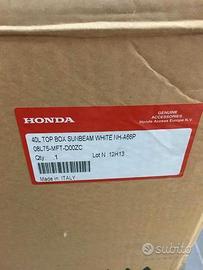 HONDA
GENUINE
ACCESSORIES
Honda Access Europe N.V.
40L TOP BOX SUNBEAM WHITE NH-A66P
08L75-MFT-D00ZC
Qty. 1 Lot N .12H13
Made in ITALY
subito